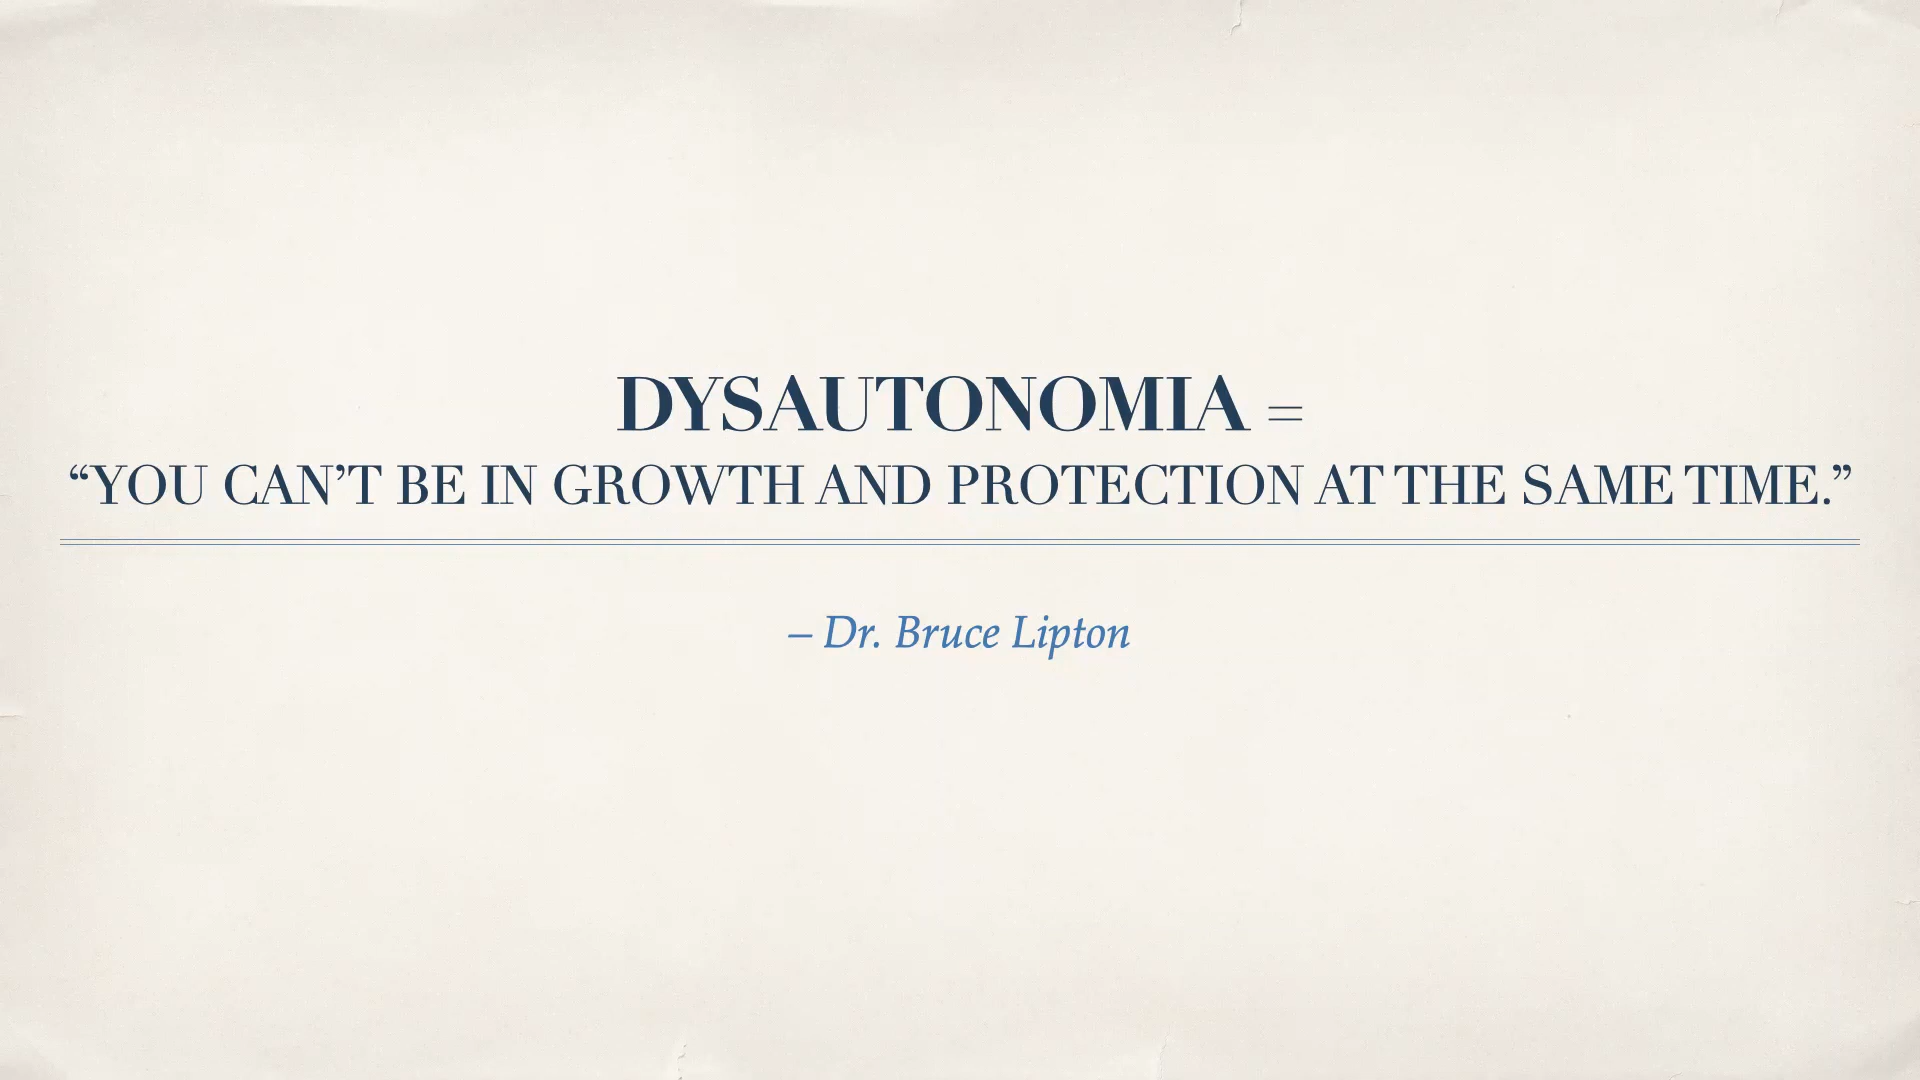 DYSAUTONOMIA =
“YOU CAN’T BE IN GROWTH AND PROTECTION AT THE SAME TIME.”
– Dr. Bruce Lipton